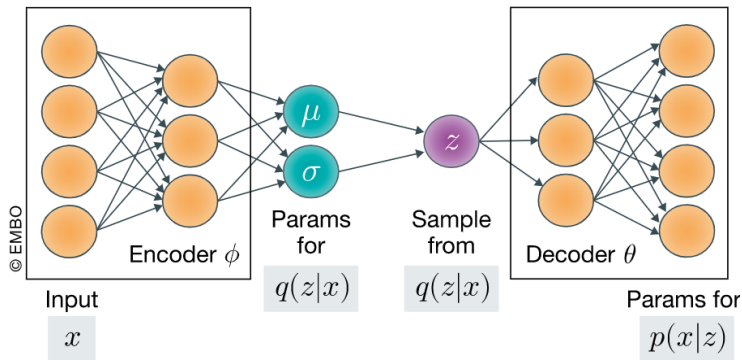 μ
z
σ
© EMBO
Encoder ϕ
Params
for
q(z|x)
Sample
from
q(z|x)
Decoder θ
Input
x
Params for
p(x|z)